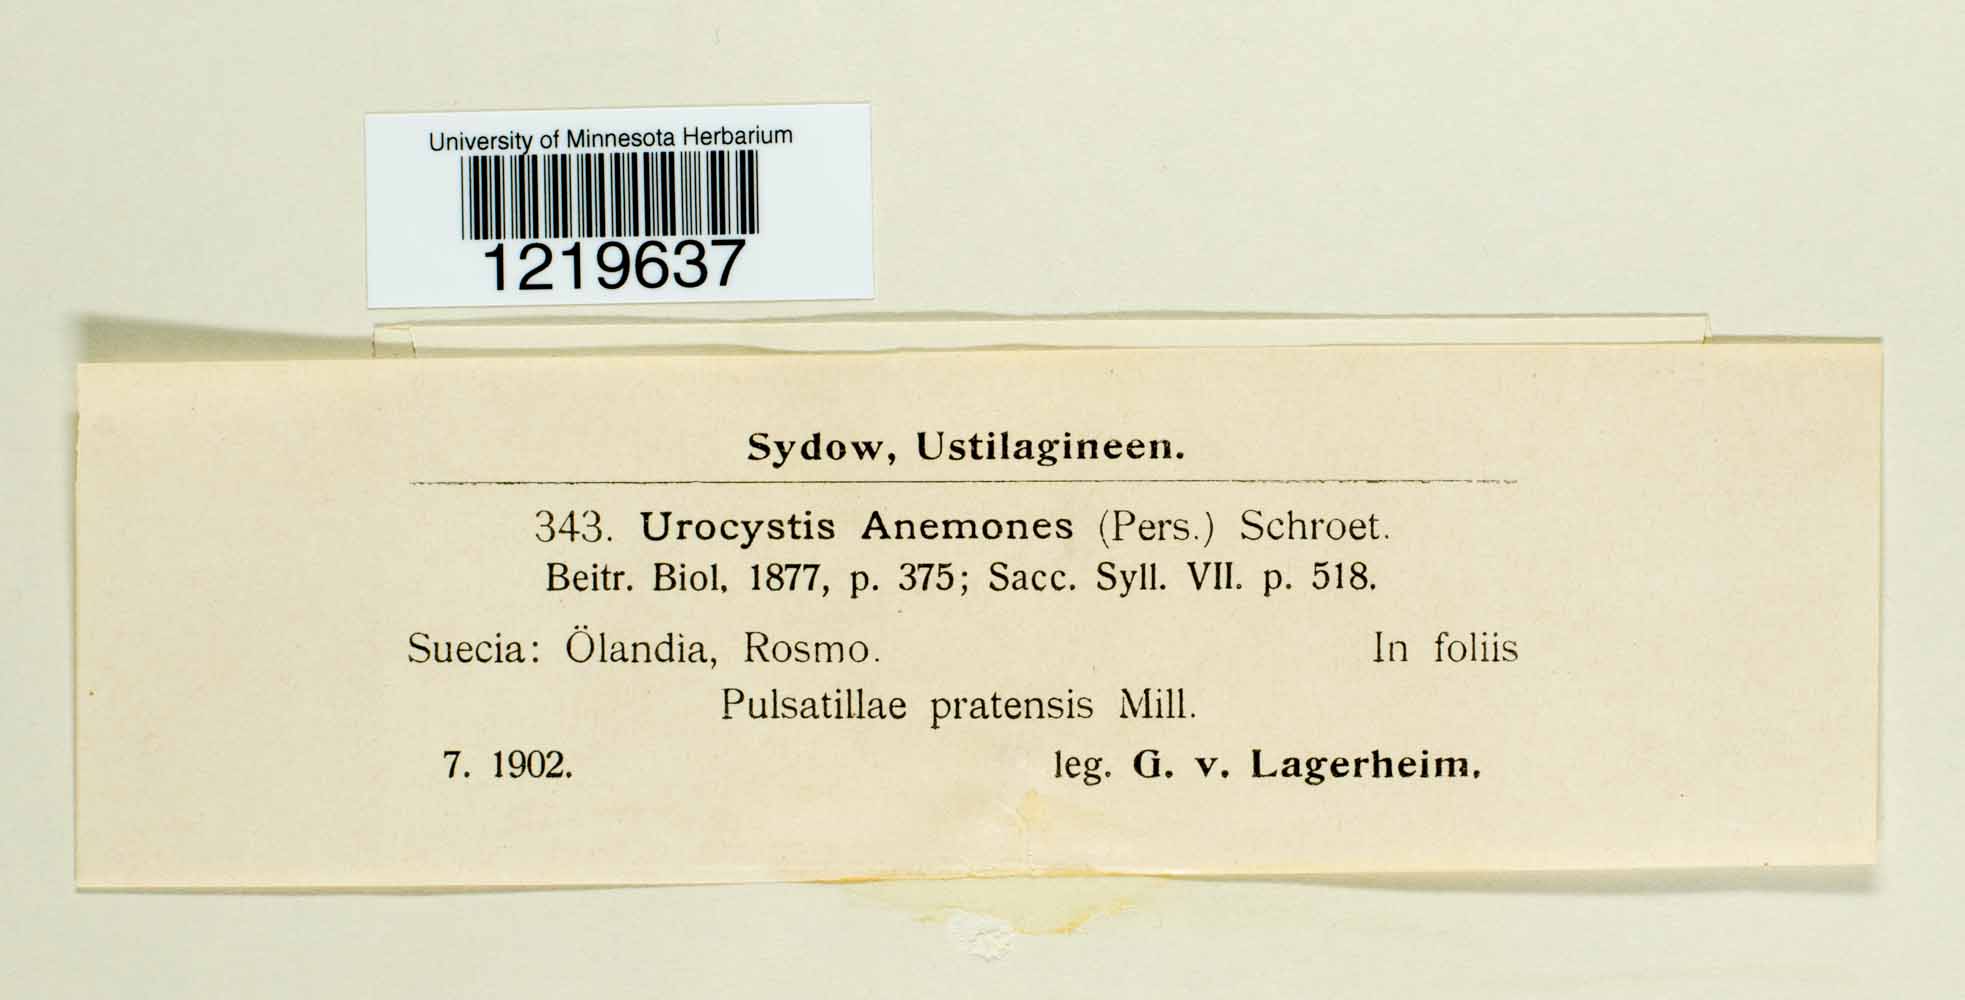 University of Minnesota Herbarium
1219637
Sydow, Ustilagineen.
343. Urocystis Anemones (Pers.) Schroet.
Beitr. Biol. 1877, p. 375; Sacc. Syll. VII. p. 518.
Suecia: Ölandia, Rosmo. In foliis
Pulsatillae pratensis Mill.
7. 1902. leg. G. v. Lagerheim.